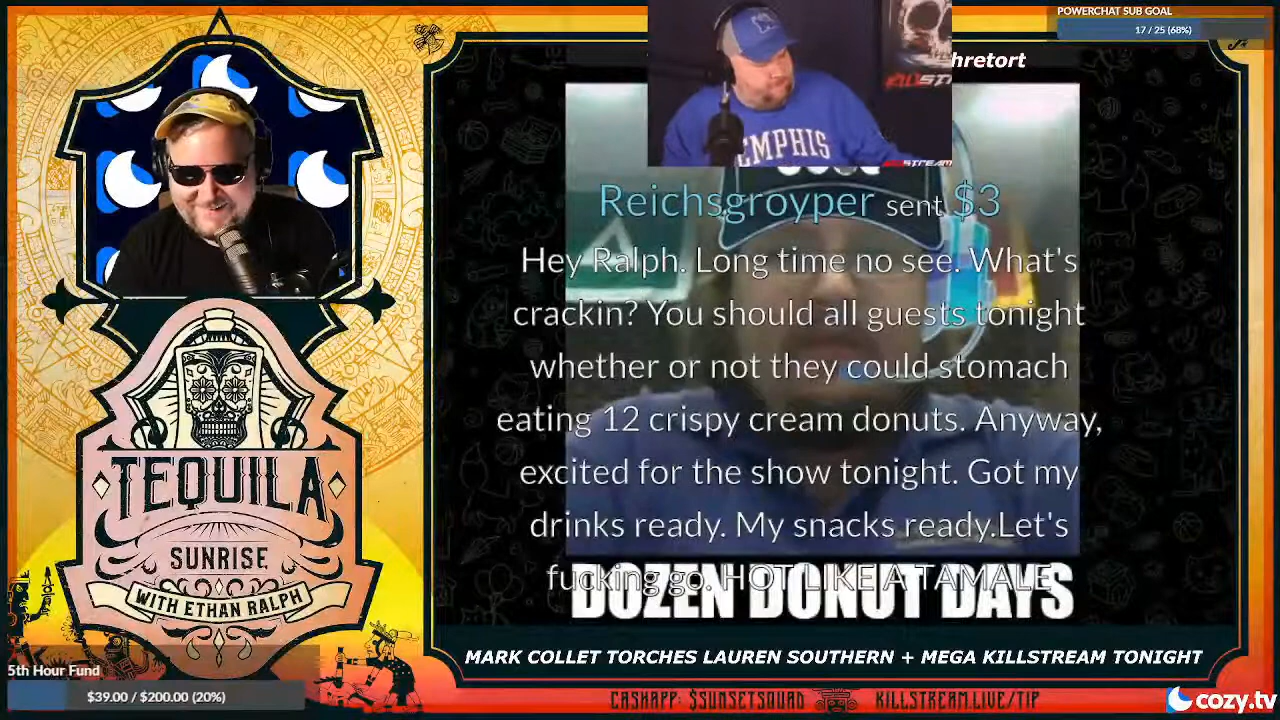 POWERCHAT SUB GOAL
17 / 25 (68%)
hretort
KILLST
EMPHIS
KILLSTREAM
Reichsgroyper sent $3
Hey Ralph. Long time no see. What's
crackin? You should all guests tonight
whether or not they could stomach
eating 12 crispy cream donuts. Anyway,
excited for the show tonight. Got my
drinks ready. My snacks ready.Let's
fucking go. HOT LIKE A TAMALE
DOZEN DONUT DAYS
TEQUILA
SUNRISE
WITH ETHAN RALPH
MARK COLLET TORCHES LAUREN SOUTHERN + MEGA KILLSTREAM TONIGHT
5th Hour Fund
$39.00 / $200.00 (20%)
CASHAPP: $SUNSETSQUAD
KILLSTREAM.LIVE/TIP
cozy.tv